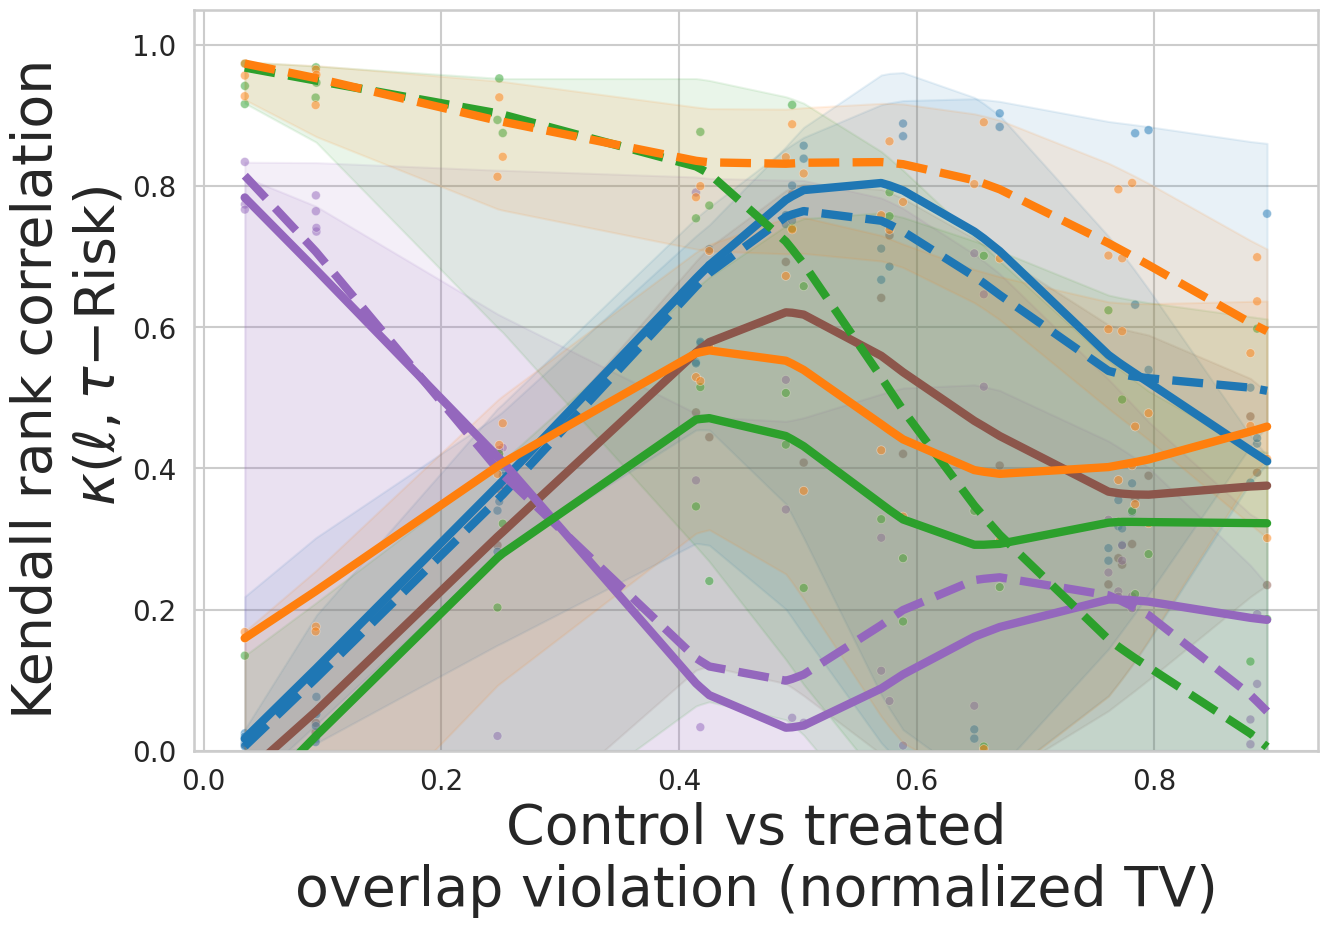 Kendall rank correlation
κ(ℓ, τ−Risk)
1.0
0.8
0.6
0.4
0.2
0.0
0.0 0.2 0.4 0.6 0.8
Control vs treated
overlap violation (normalized TV)